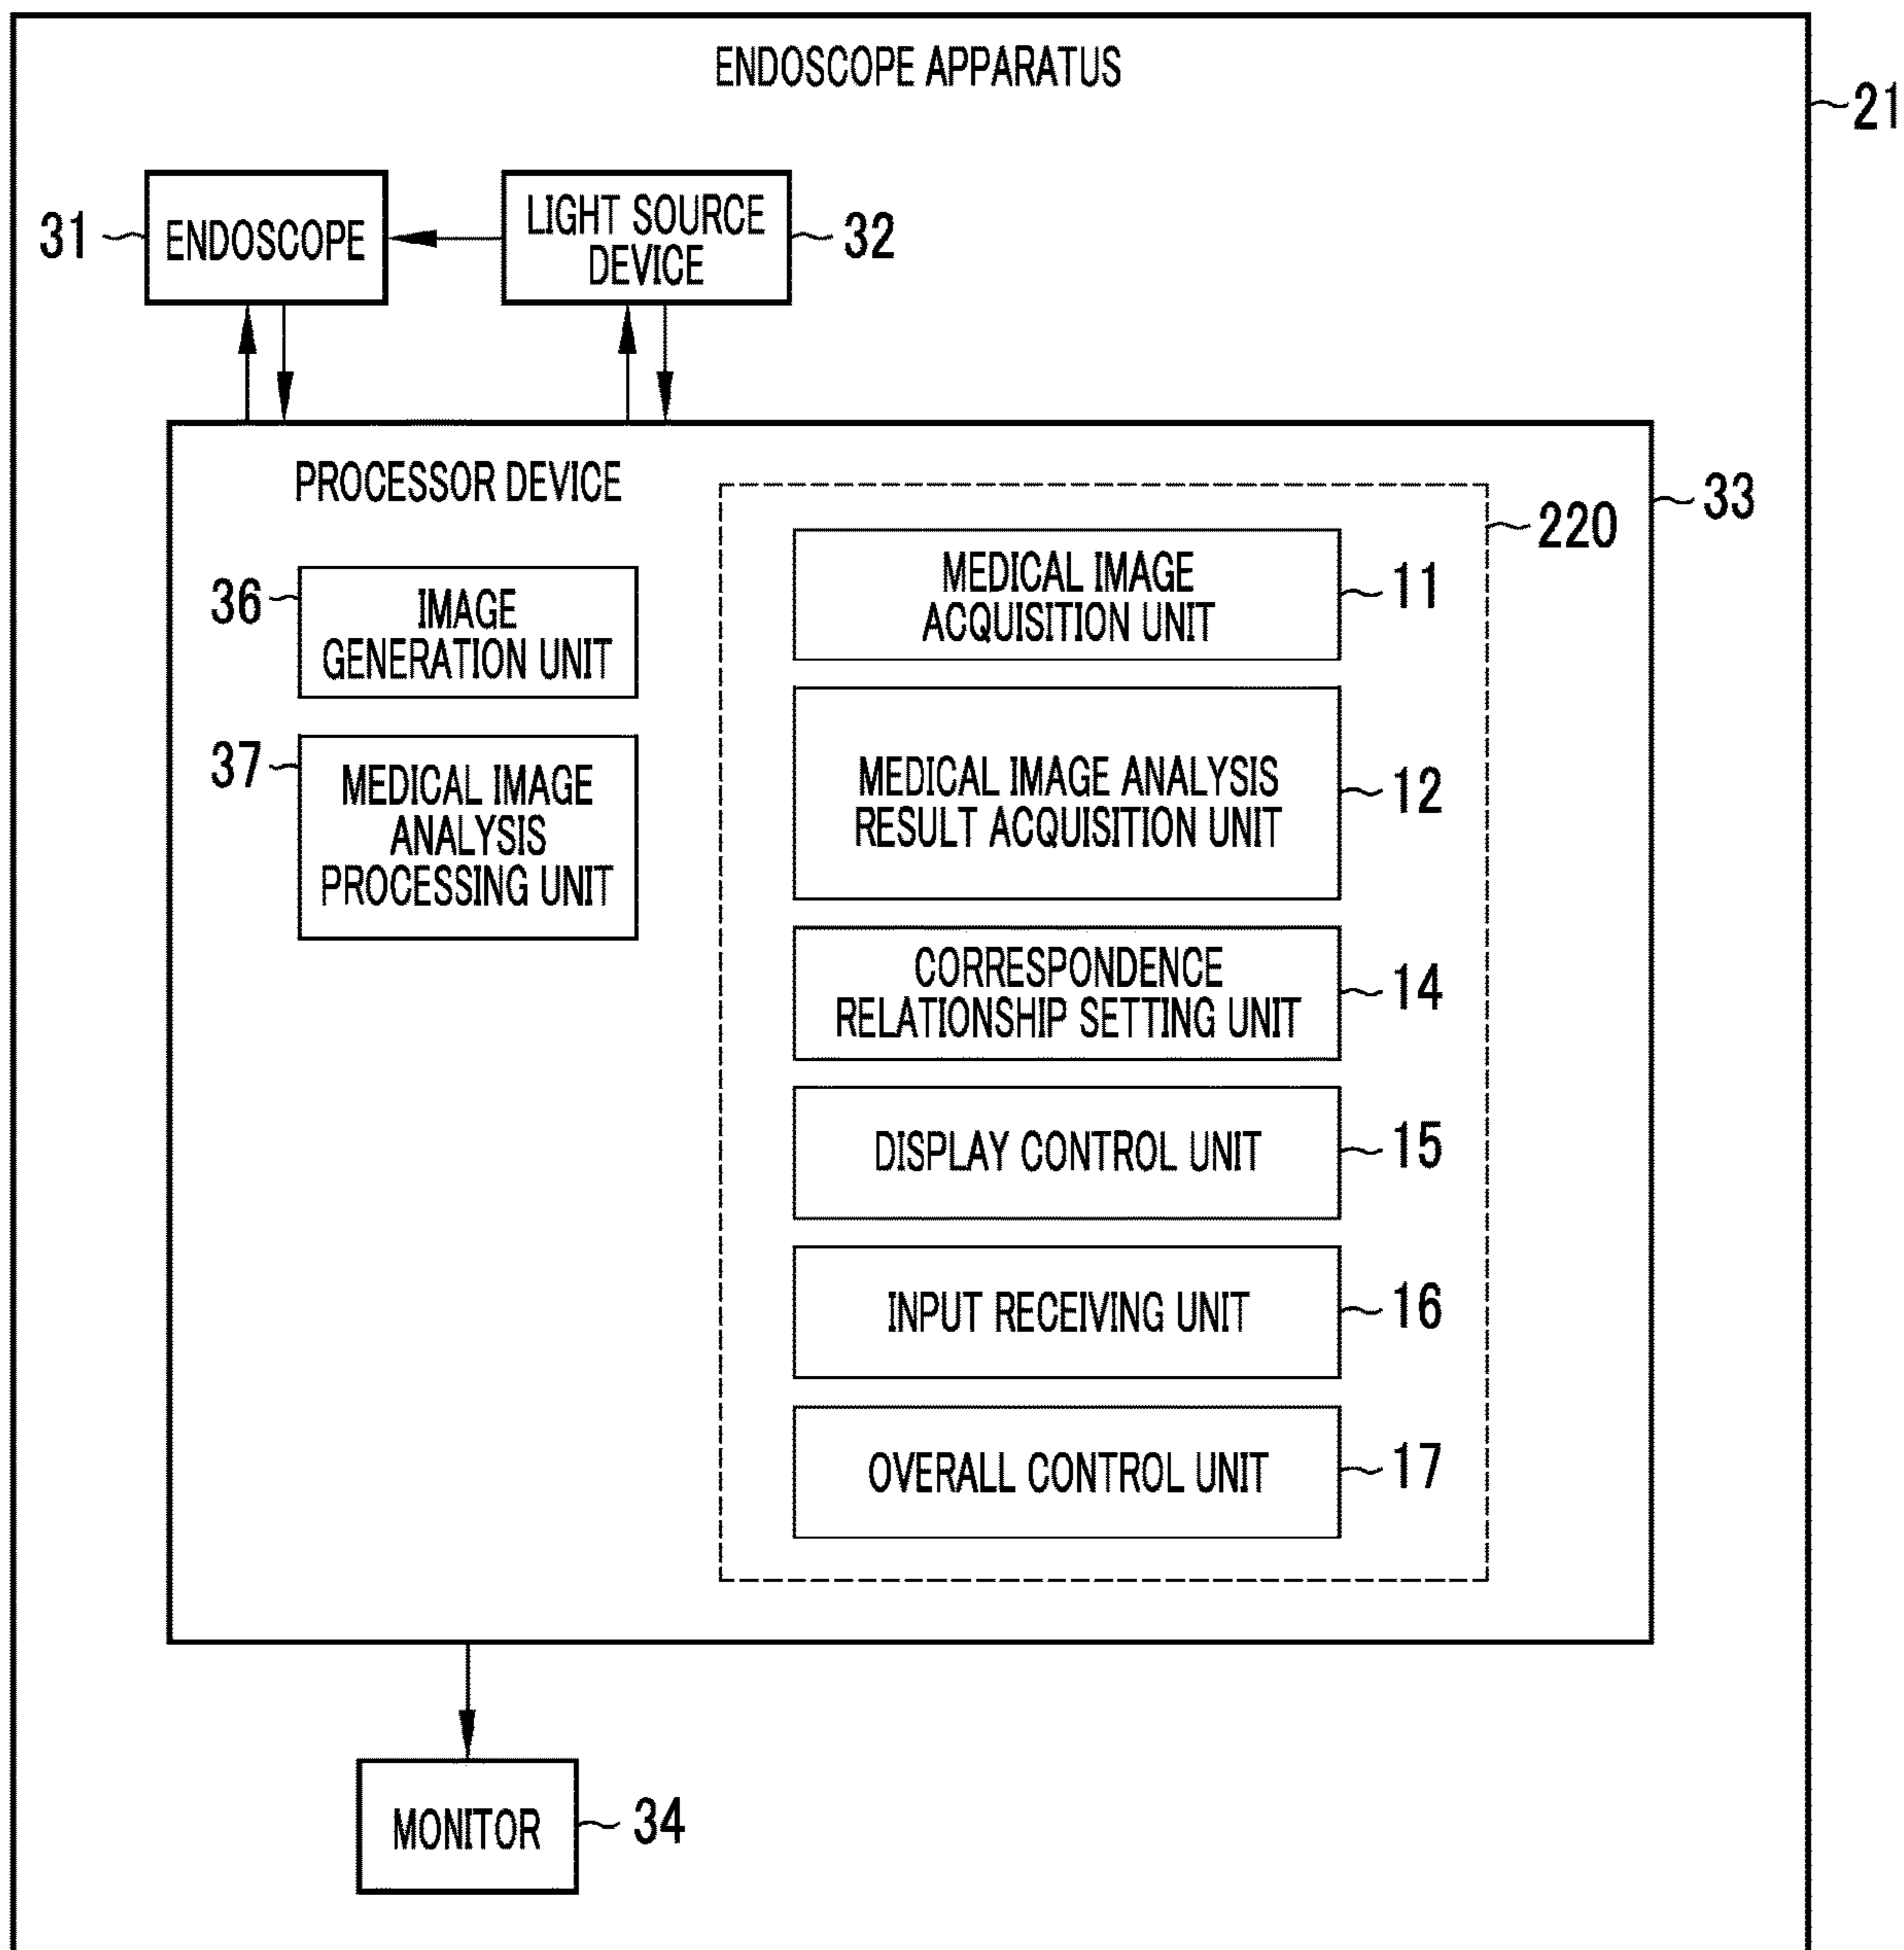 ENDOSCOPE APPARATUS
21
31
ENDOSCOPE
LIGHT SOURCE
DEVICE
32
PROCESSOR DEVICE
33
220
36
IMAGE
GENERATION UNIT
37
MEDICAL IMAGE
ANALYSIS
PROCESSING UNIT
MEDICAL IMAGE
ACQUISITION UNIT
11
MEDICAL IMAGE ANALYSIS
RESULT ACQUISITION UNIT
12
CORRESPONDENCE
RELATIONSHIP SETTING UNIT
14
DISPLAY CONTROL UNIT
15
INPUT RECEIVING UNIT
16
OVERALL CONTROL UNIT
17
MONITOR
34